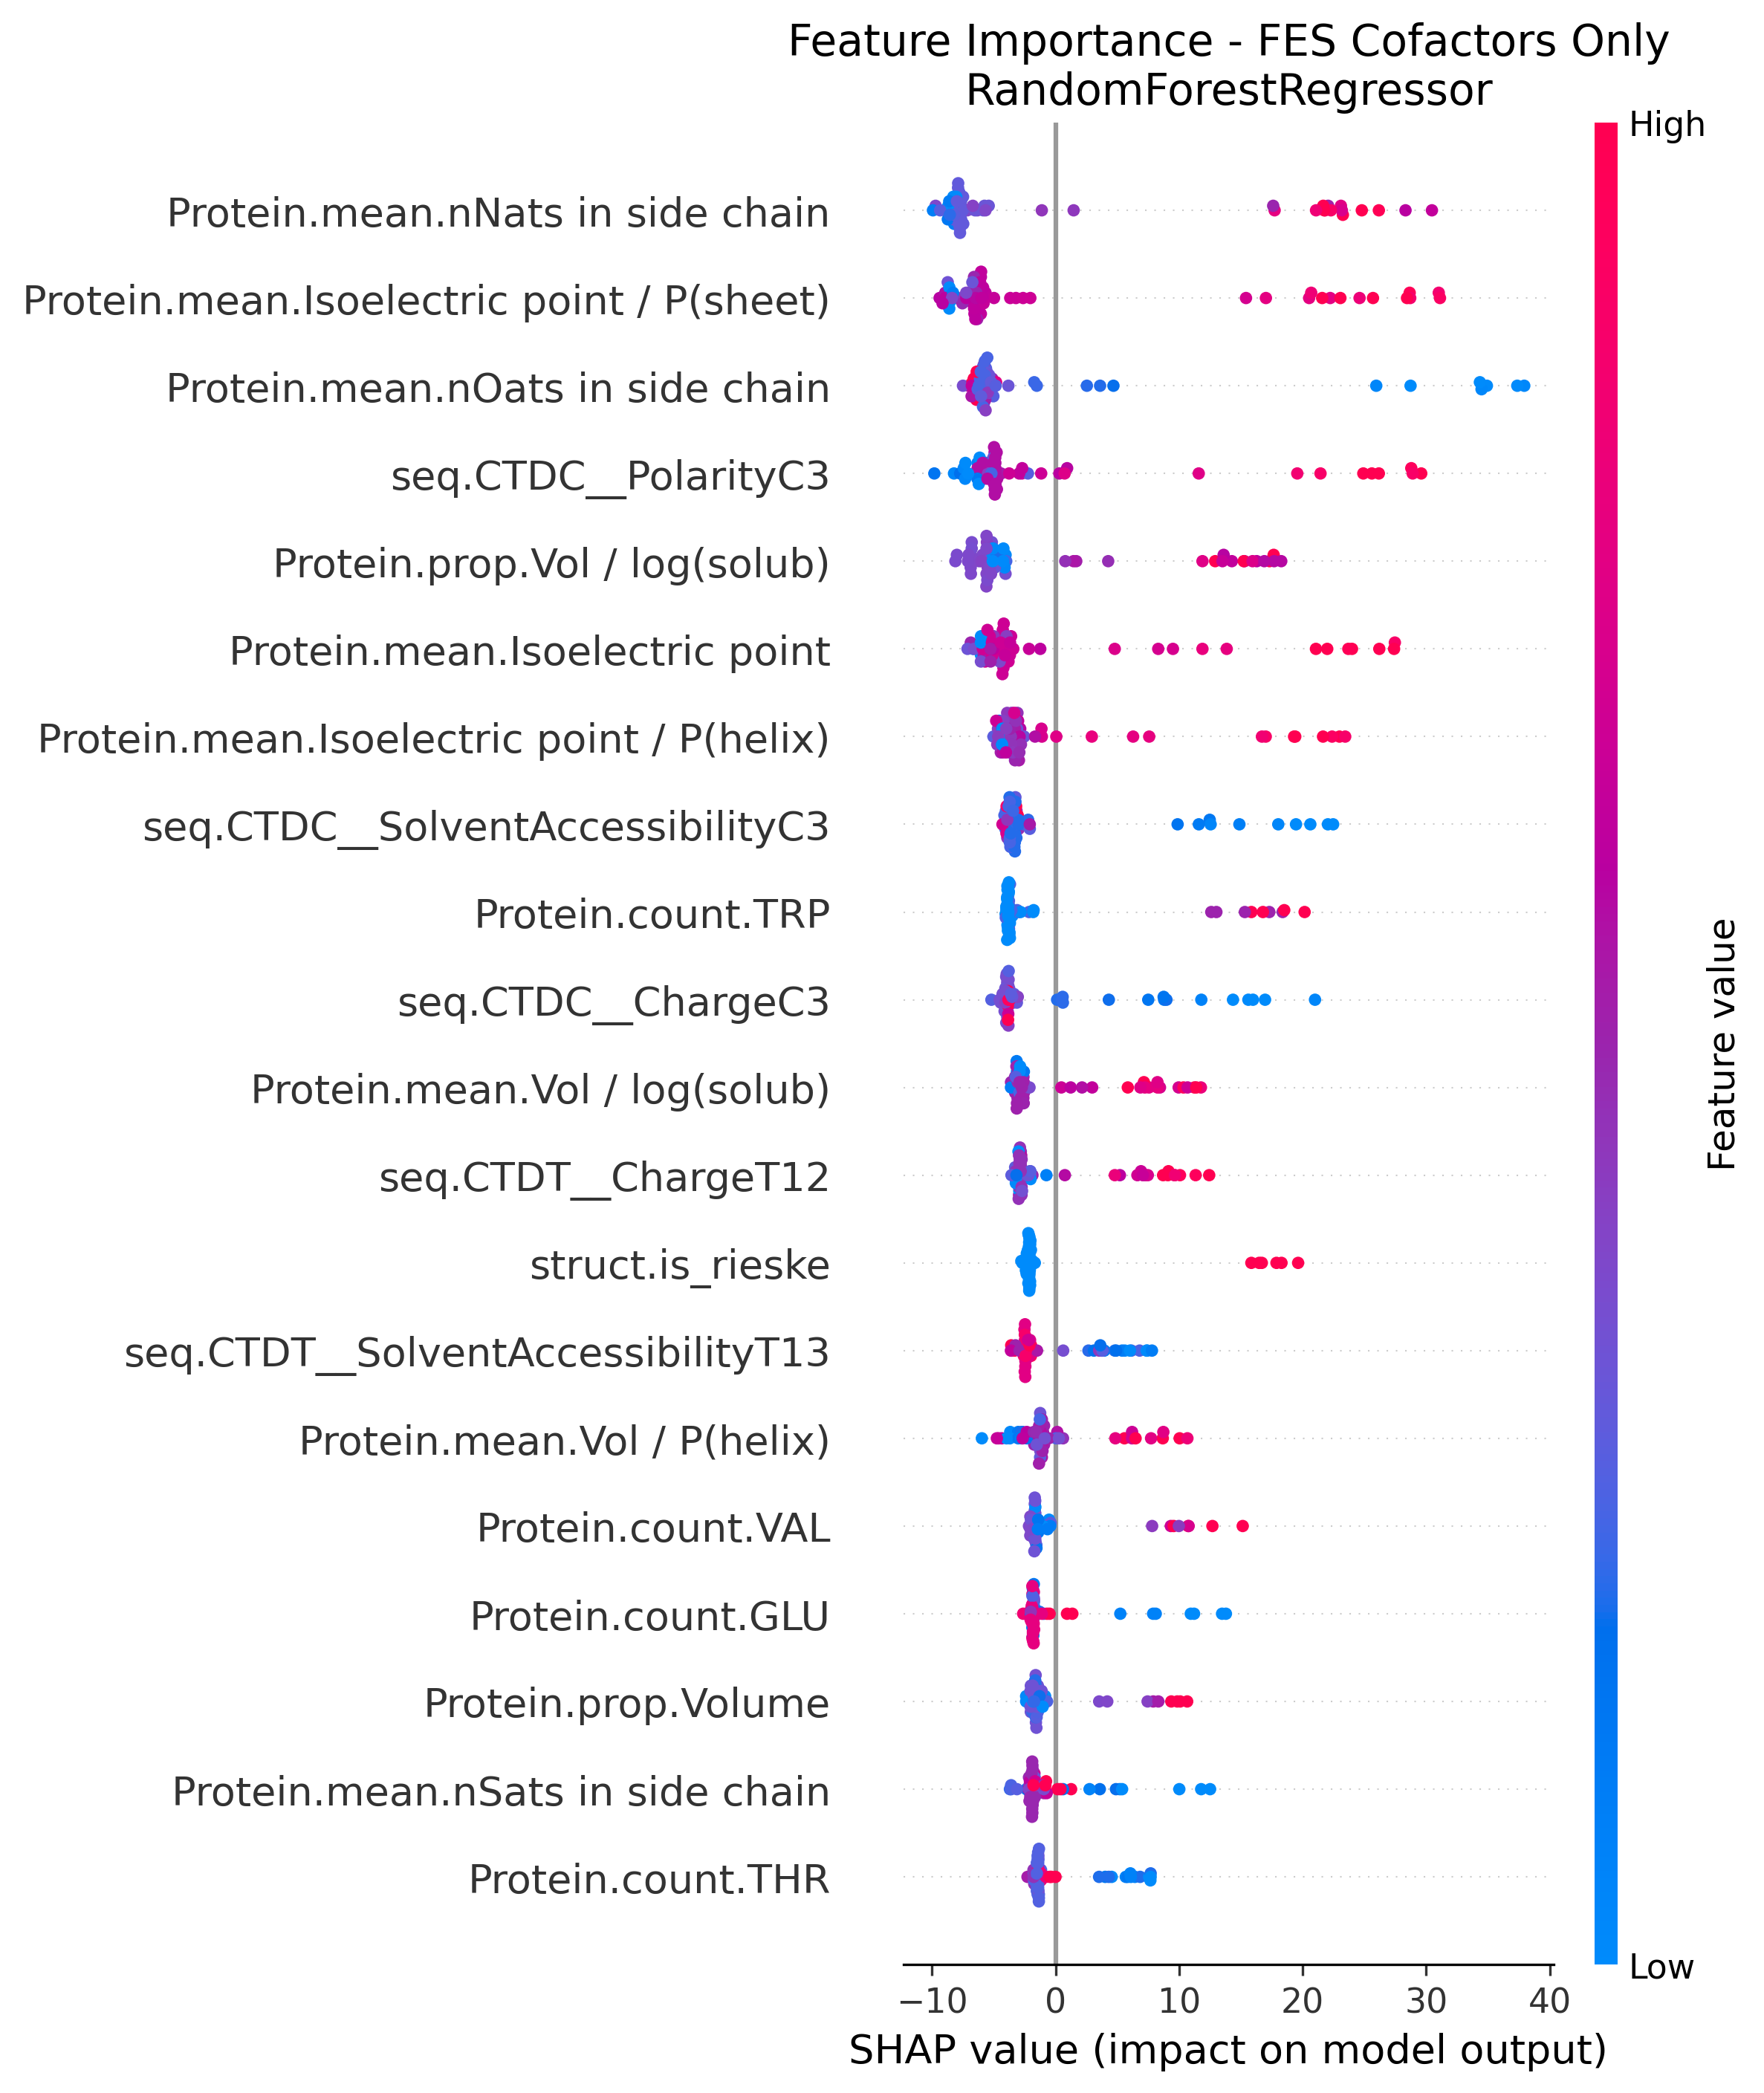 Feature Importance - FES Cofactors Only
RandomForestRegressor
High
Protein.mean.nNats in side chain
Protein.mean.Isoelectric point / P(sheet)
Protein.mean.nOats in side chain
seq.CTDC__PolarityC3
Protein.prop.Vol / log(solub)
Protein.mean.Isoelectric point
Protein.mean.Isoelectric point / P(helix)
seq.CTDC__SolventAccessibilityC3
Protein.count.TRP
seq.CTDC__ChargeC3
Protein.mean.Vol / log(solub)
seq.CTDT__ChargeT12
struct.is_rieske
seq.CTDT__SolventAccessibilityT13
Protein.mean.Vol / P(helix)
Protein.count.VAL
Protein.count.GLU
Protein.prop.Volume
Protein.mean.nSats in side chain
Protein.count.THR
Feature value
Low
−10 0 10 20 30 40
SHAP value (impact on model output)